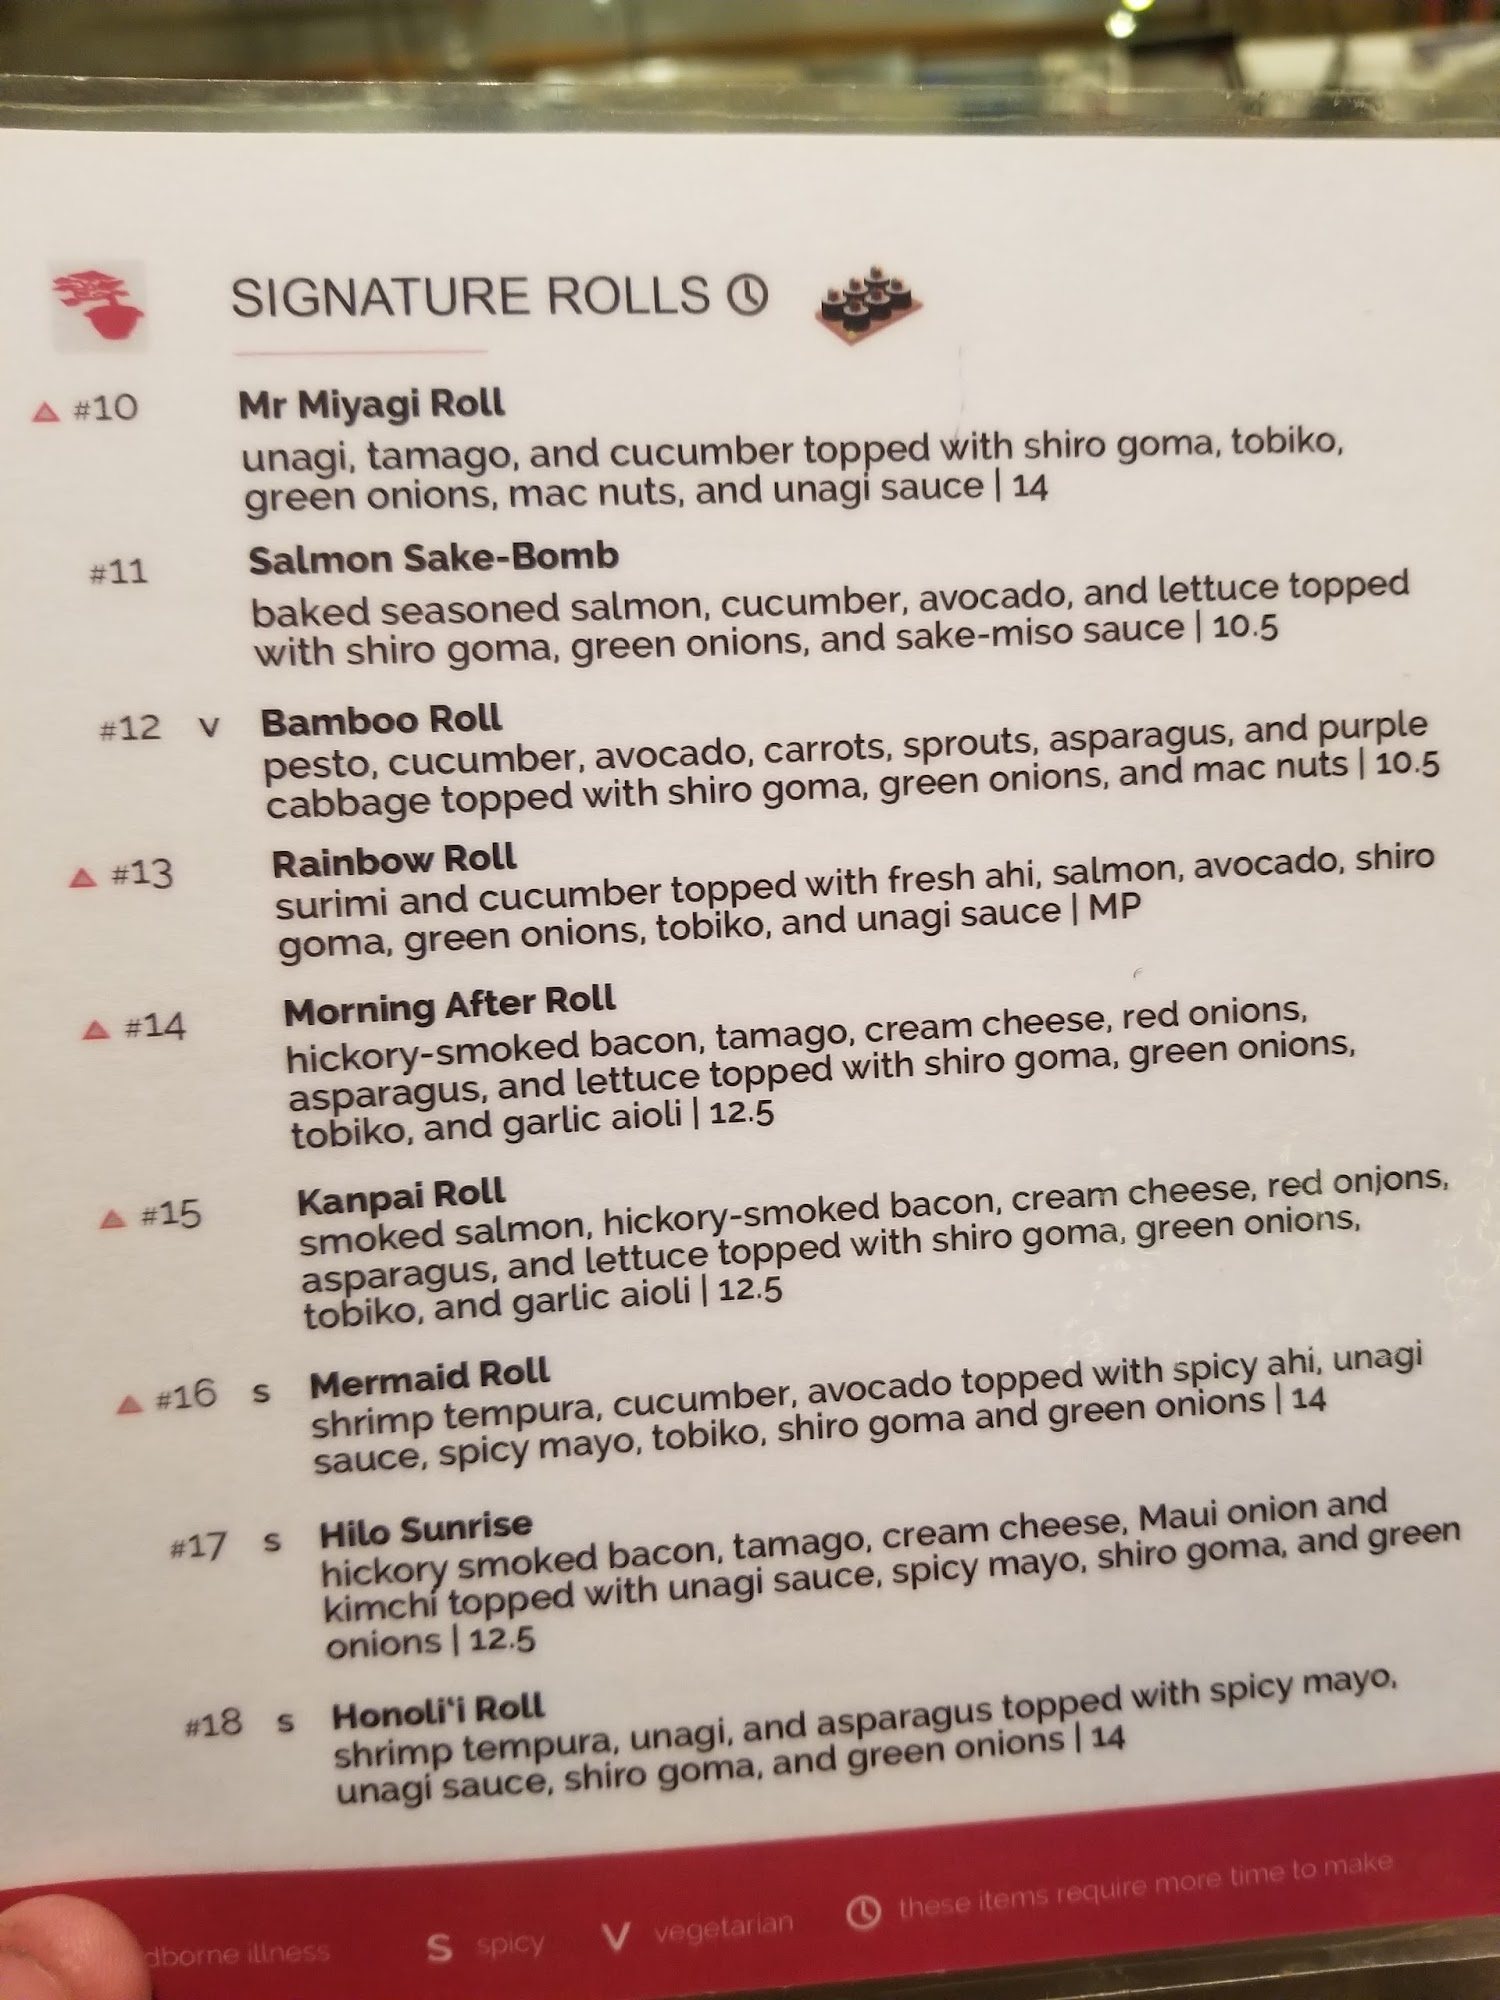 SIGNATURE ROLLS
#10 Mr Miyagi Roll
unagi, tamago, and cucumber topped with shiro goma, tobiko,
green onions, mac nuts, and unagi sauce | 14
#11 Salmon Sake-Bomb
baked seasoned salmon, cucumber, avocado, and lettuce topped
with shiro goma, green onions, and sake-miso sauce | 10.5
#12 V Bamboo Roll
pesto, cucumber, avocado, carrots, sprouts, asparagus, and purple
cabbage topped with shiro goma, green onions, and mac nuts | 10.5
#13 Rainbow Roll
surimi and cucumber topped with fresh ahi, salmon, avocado, shiro
goma, green onions, tobiko, and unagi sauce | MP
#14 Morning After Roll
hickory-smoked bacon, tamago, cream cheese, red onions,
asparagus, and lettuce topped with shiro goma, green onions,
tobiko, and garlic aioli | 12.5
#15 Kanpai Roll
smoked salmon, hickory-smoked bacon, cream cheese, red onions,
asparagus, and lettuce topped with shiro goma, green onions,
tobiko, and garlic aioli | 12.5
#16 S Mermaid Roll
shrimp tempura, cucumber, avocado topped with spicy ahi, unagi
sauce, spicy mayo, tobiko, shiro goma and green onions | 14
#17 S Hilo Sunrise
hickory smoked bacon, tamago, cream cheese, Maui onion and
kimchi topped with unagi sauce, spicy mayo, shiro goma, and green
onions | 12.5
#18 S Honoli‘i Roll
shrimp tempura, unagi, and asparagus topped with spicy mayo,
unagi sauce, shiro goma, and green onions | 14
illness S spicy V vegetarian these items require more time to make